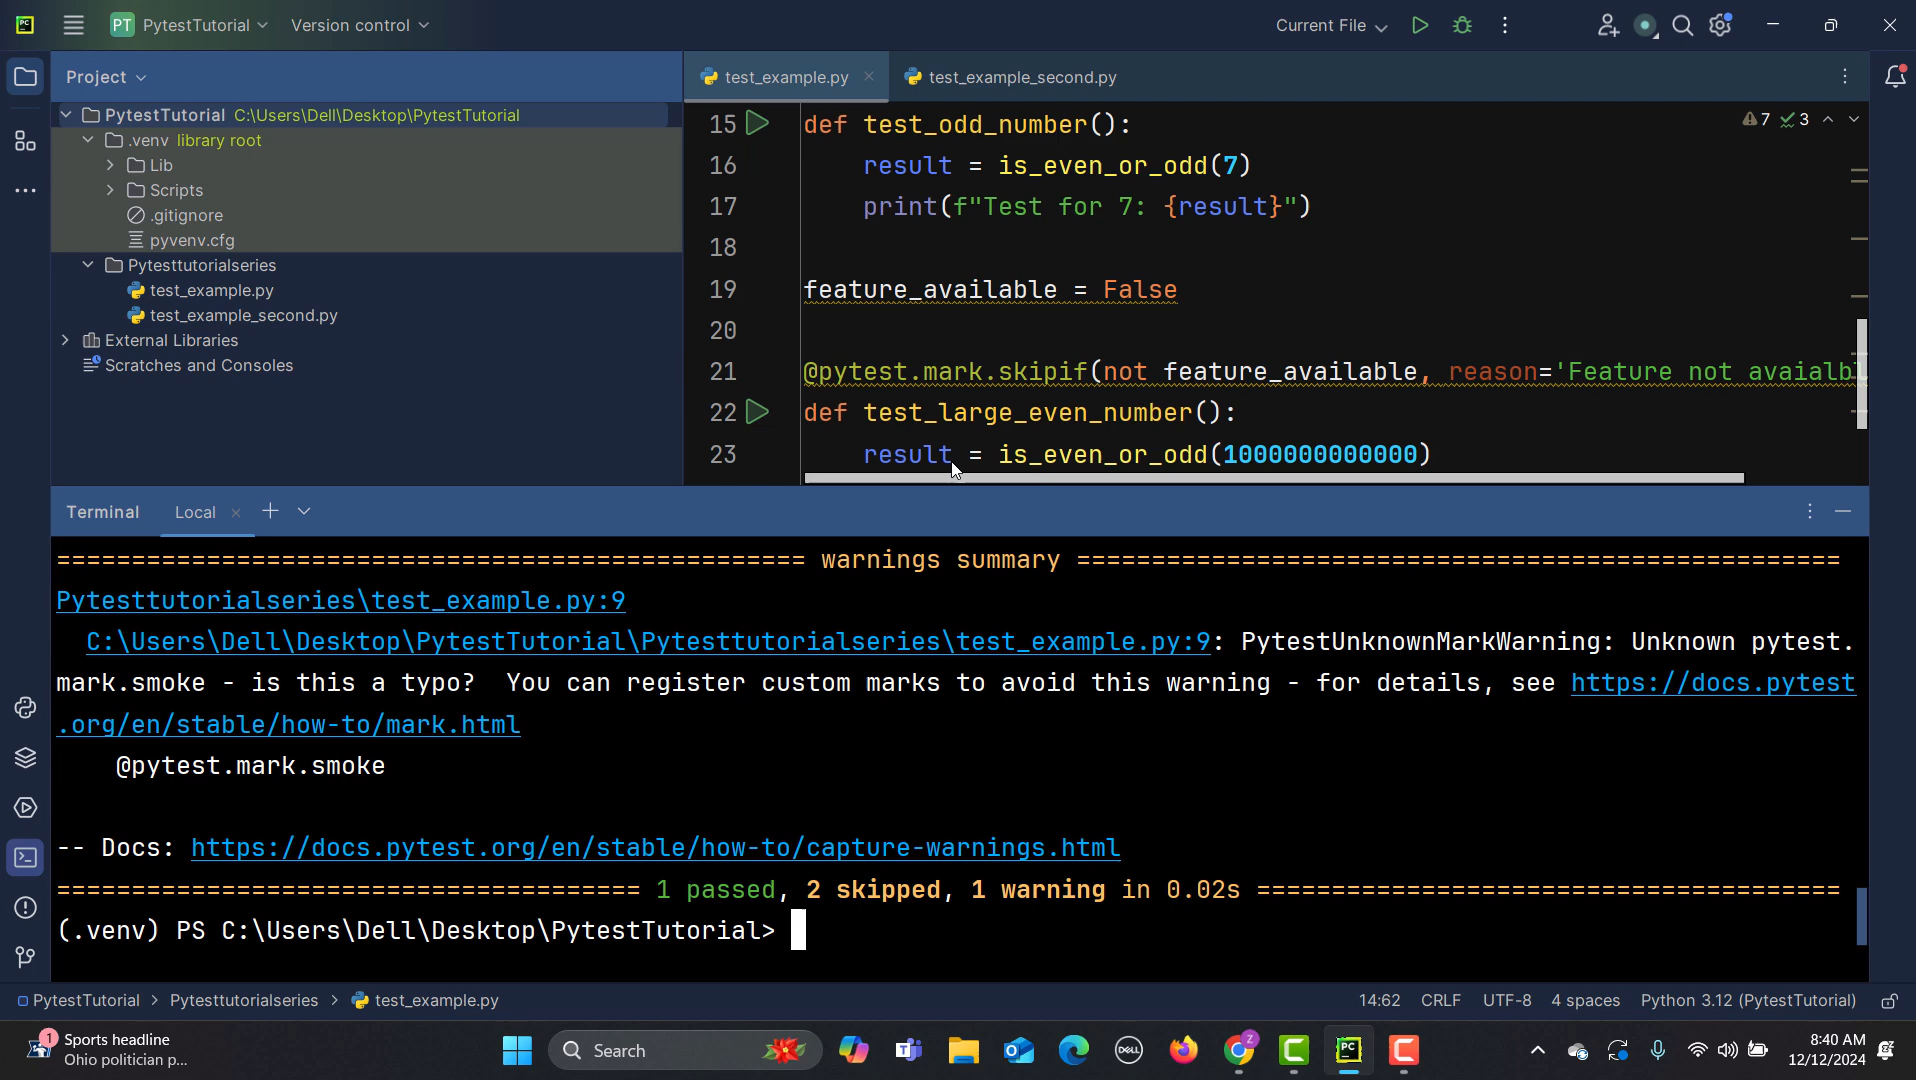 PC
PT PytestTutorial Version control Current File
Project
test_example.py
test_example_second.py
PytestTutorial C:\Users\Dell\Desktop\PytestTutorial
.venv library root
Lib
Scripts
.gitignore
pyvenv.cfg
Pytesttutorialseries
test_example.py
test_example_second.py
External Libraries
Scratches and Consoles
7 3
15 def test_odd_number():
16 result = is_even_or_odd(7)
17 print(f"Test for 7: {result}")
18
19 feature_available = False
20
21 @pytest.mark.skipif(not feature_available, reason='Feature not avaialb
22 def test_large_even_number():
23 result = is_even_or_odd(1000000000000)
Terminal Local
================================================== warnings summary ===================================================
Pytesttutorialseries\test_example.py:9
C:\Users\Dell\Desktop\PytestTutorial\Pytesttutorialseries\test_example.py:9: PytestUnknownMarkWarning: Unknown pytest.
mark.smoke - is this a typo?  You can register custom marks to avoid this warning - for details, see https://docs.pytest
.org/en/stable/how-to/mark.html
@pytest.mark.smoke
-- Docs: https://docs.pytest.org/en/stable/how-to/capture-warnings.html
======================================= 1 passed, 2 skipped, 1 warning in 0.02s =======================================
(.venv) PS C:\Users\Dell\Desktop\PytestTutorial>
PytestTutorial > Pytesttutorialseries > test_example.py 14:62 CRLF UTF-8 4 spaces Python 3.12 (PytestTutorial)
1
Sports headline
Ohio politician p...
Search
DELL
Z
PC
8:40 AM
12/12/2024